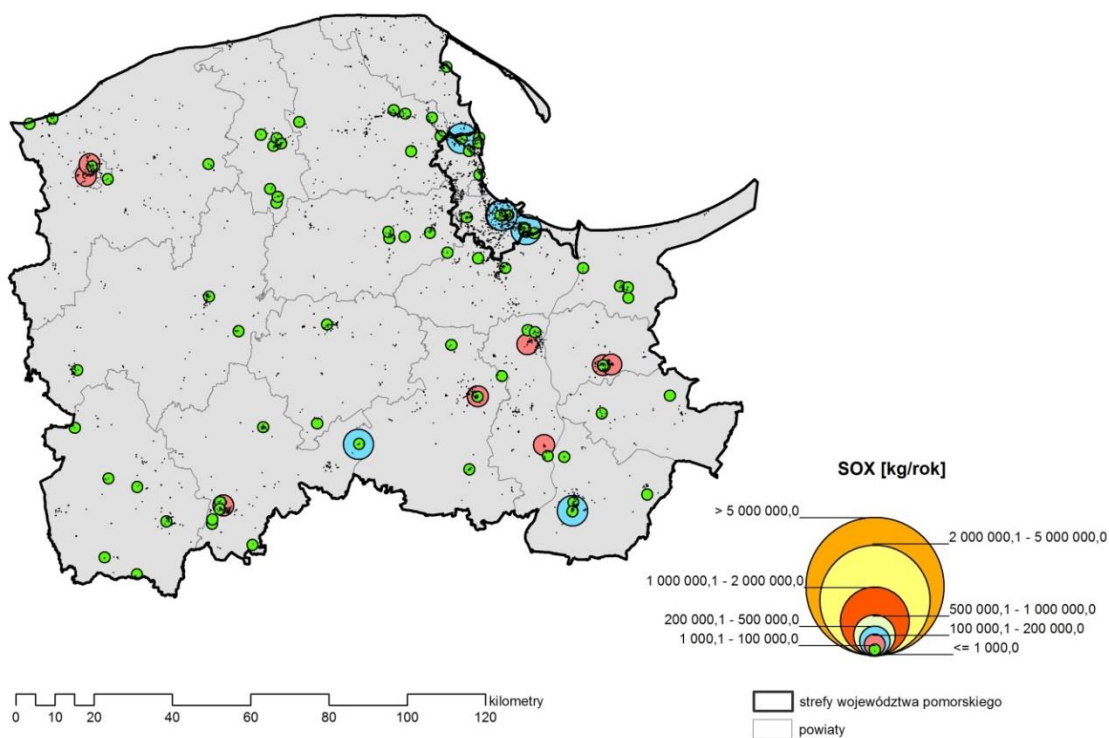 SOX [kg/rok]
> 5 000 000,0
2 000 000,1 - 5 000 000,0
1 000 000,1 - 2 000 000,0
500 000,1 - 1 000 000,0
200 000,1 - 500 000,0
100 000,1 - 200 000,0
1 000,1 - 100 000,0
<= 1 000,0
kilometry
0 10 20 40 60 80 100 120
strefy województwa pomorskiego
powiaty